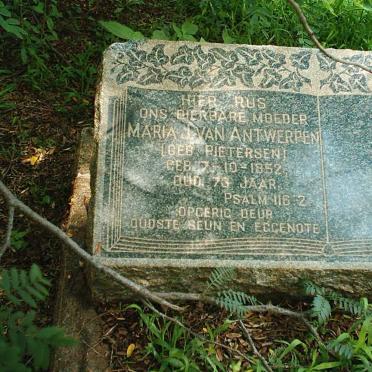 HIER RUS
ONS DIERBARE MOEDER
MARIA J. VAN ANTWERPEN
(GEB PIETERSEN)
GEB 7-10-1852.
OUD 73 JAAR.
PSALM 116.2.
OPGERIG DEUR
OUDSTE SEUN EN EGGENOTE